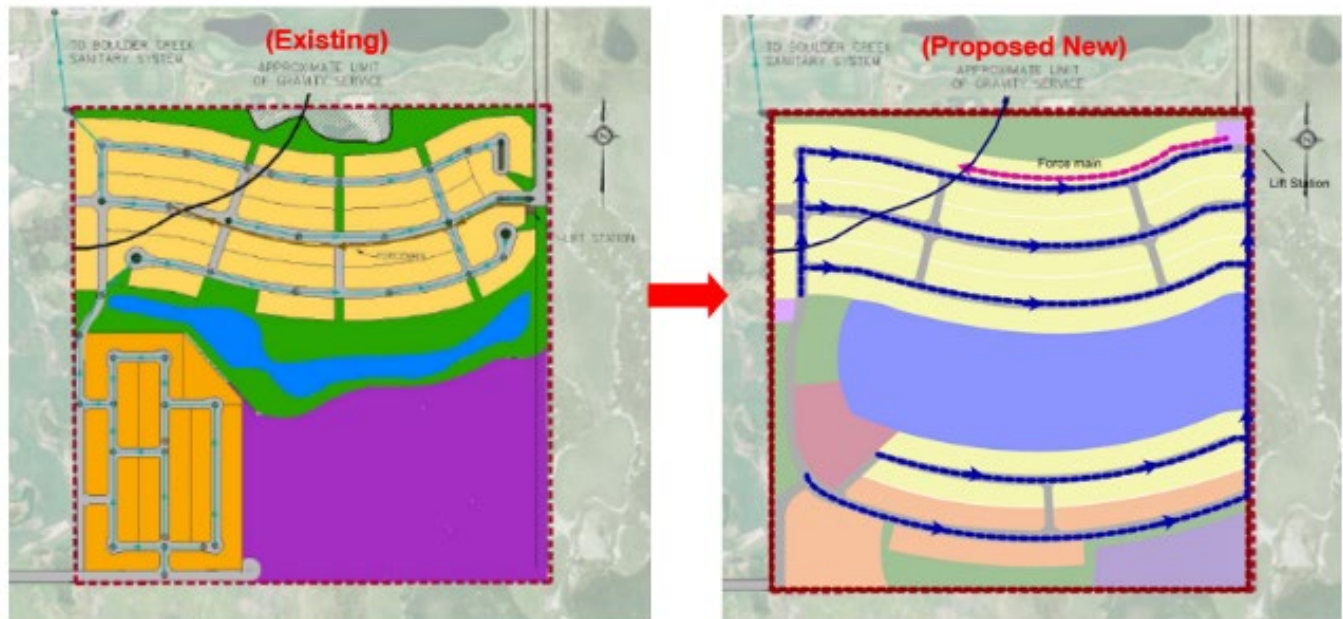 (Existing)
TO BOULDER CREEK
SANITARY SYSTEM
APPROXIMATE LIMIT
OF GRAVITY SERVICE
LIFT STATION
(Proposed New)
TO BOULDER CREEK
SANITARY SYSTEM
APPROXIMATE LIMIT
OF GRAVITY SERVICE
Force main
Lift Station